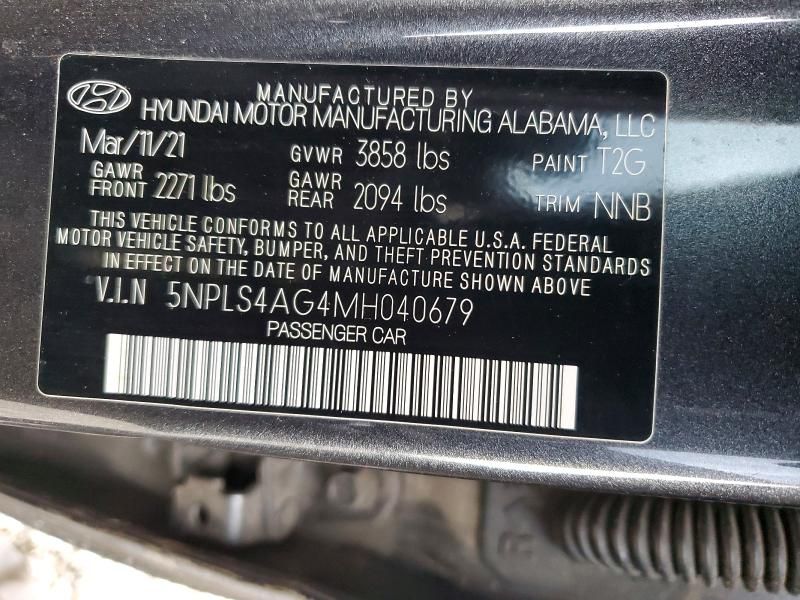 MANUFACTURED BY
HYUNDAI MOTOR MANUFACTURING ALABAMA, LLC
Mar/11/21 GVWR 3858 lbs PAINT T2G
GAWR FRONT 2271 lbs GAWR REAR 2094 lbs TRIM NNB
THIS VEHICLE CONFORMS TO ALL APPLICABLE U.S.A. FEDERAL
MOTOR VEHICLE SAFETY, BUMPER, AND THEFT PREVENTION STANDARDS
IN EFFECT ON THE DATE OF MANUFACTURE SHOWN ABOVE.
V.I.N 5NPLS4AG4MH040679
PASSENGER CAR